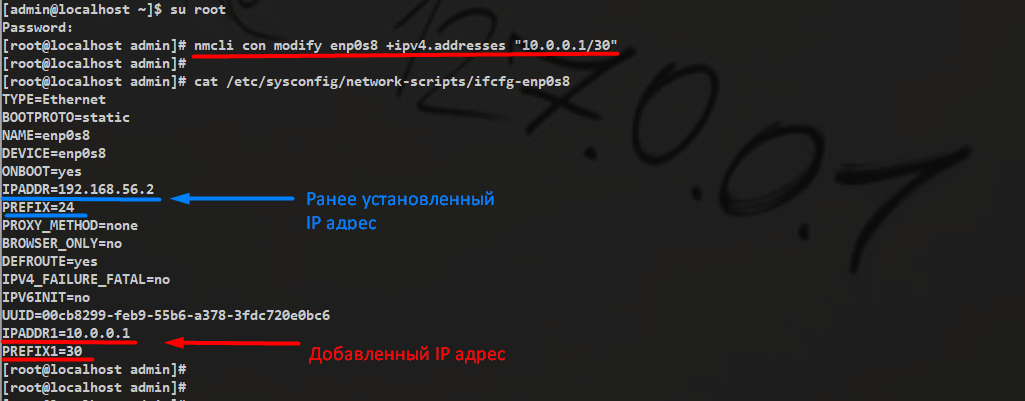 [admin@localhost ~]$ su root
Password:
[root@localhost admin]# nmcli con modify enp0s8 +ipv4.addresses "10.0.0.1/30"
[root@localhost admin]#
[root@localhost admin]# cat /etc/sysconfig/network-scripts/ifcfg-enp0s8
TYPE=Ethernet
BOOTPROTO=static
NAME=enp0s8
DEVICE=enp0s8
ONBOOT=yes
IPADDR=192.168.56.2
PREFIX=24
Ранее установленный
IP адрес
PROXY_METHOD=none
BROWSER_ONLY=no
DEFROUTE=yes
IPV4_FAILURE_FATAL=no
IPV6INIT=no
UUID=00cb8299-feb9-55b6-a378-3fdc720e0bc6
IPADDR1=10.0.0.1
PREFIX1=30
Добавленный IP адрес
[root@localhost admin]#
[root@localhost admin]#
127.0.0.1